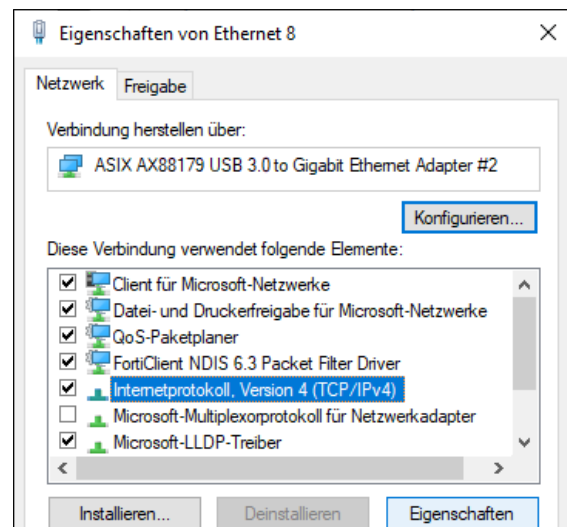 Eigenschaften von Ethernet 8
Netzwerk Freigabe
Verbindung herstellen über:
ASIX AX88179 USB 3.0 to Gigabit Ethernet Adapter #2
Konfigurieren...
Diese Verbindung verwendet folgende Elemente:
Client für Microsoft-Netzwerke
Datei- und Druckerfreigabe für Microsoft-Netzwerke
QoS-Paketplaner
FortiClient NDIS 6.3 Packet Filter Driver
Internetprotokoll, Version 4 (TCP/IPv4)
Microsoft-Multiplexorprotokoll für Netzwerkadapter
Microsoft-LLDP-Treiber
Installieren... Deinstallieren Eigenschaften